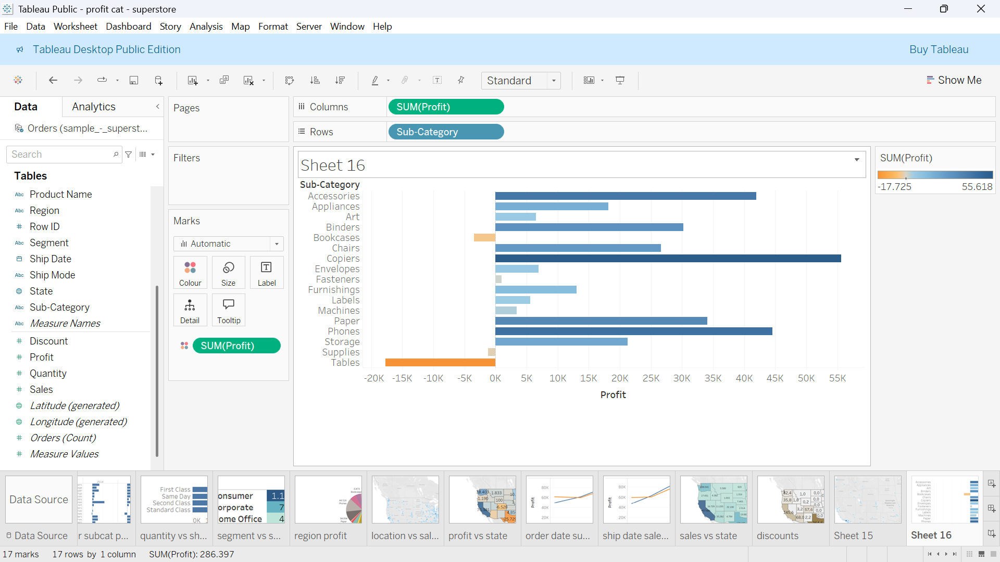 Tableau Public - profit cat - superstore
File Data Worksheet Dashboard Story Analysis Map Format Server Window Help
Tableau Desktop Public Edition
Buy Tableau
Standard
Show Me
Data
Analytics
Orders (sample_-_superst...
Search
Tables
Abc Product Name
Abc Region
# Row ID
Abc Segment
Ship Date
Abc Ship Mode
State
Abc Sub-Category
Abc Measure Names
# Discount
# Profit
# Quantity
# Sales
Latitude (generated)
Longitude (generated)
# Orders (Count)
# Measure Values
Pages
Filters
Marks
Automatic
Colour Size Label
Detail Tooltip
SUM(Profit)
Columns SUM(Profit)
Rows Sub-Category
Sheet 16
Sub-Category
Accessories
Appliances
Art
Binders
Bookcases
Chairs
Copiers
Envelopes
Fasteners
Furnishings
Labels
Machines
Paper
Phones
Storage
Supplies
Tables
-20K -15K -10K -5K 0K 5K 10K 15K 20K 25K 30K 35K 40K 45K 50K 55K
Profit
SUM(Profit)
-17.725 55.618
Data Source
First Class
Same Day
Second Class
Standard Class
0K
onsumer 1.1
orporate 7
ome Office 4
Data Source
r subcat p...
quantity vs sh...
segment vs s...
region profit
location vs sal...
profit vs state
order date su...
ship date sale...
sales vs state
discounts
Sheet 15
Sheet 16
17 marks 17 rows by 1 column SUM(Profit): 286.397